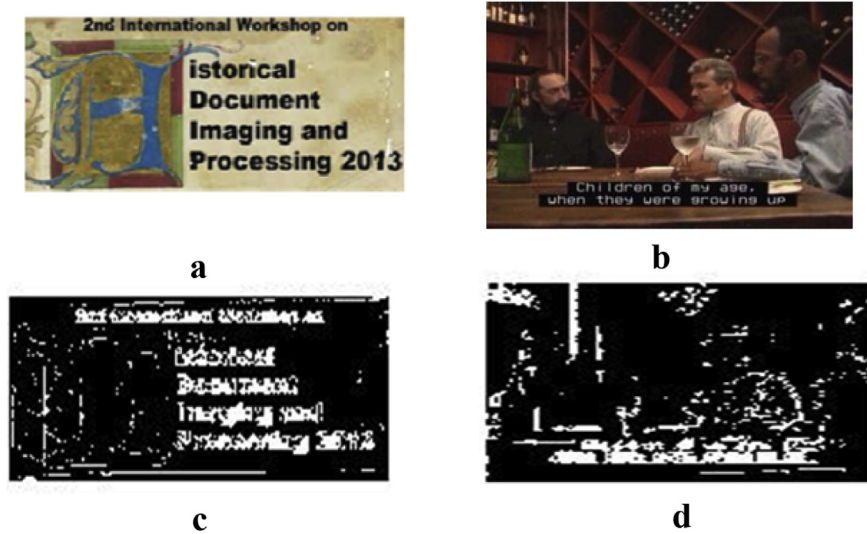 2nd International Workshop on
istorical
Document
Imaging and
Processing 2013
Children of my age,
when they were growing up
a
b
c
d